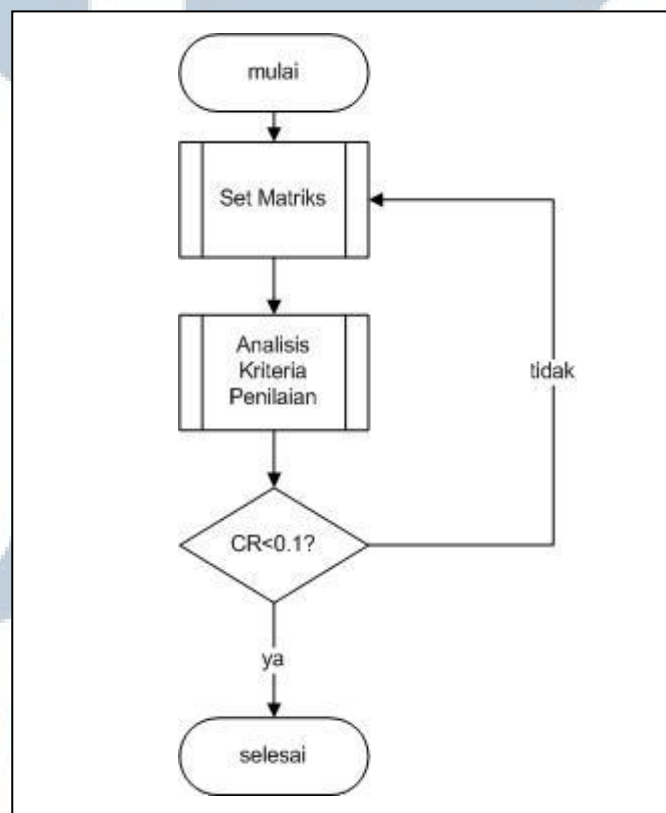 mulai
Set Matriks
Analisis
Kriteria
Penilaian
tidak
CR<0.1?
ya
selesai